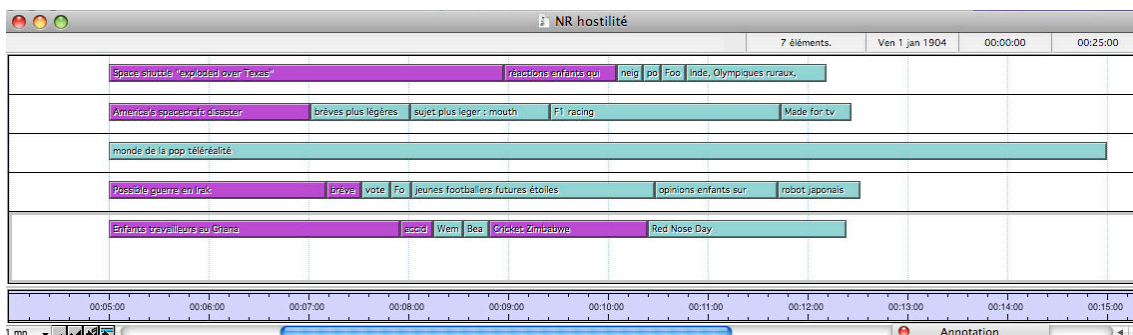 NR hostilité
7 éléments. Ven 1 jan 1904 00:00:00 00:25:00
Space shuttle "exploded over Texas" réactions enfants qui neig po Foo Inde, Olympiques ruraux,
America's spacecraft disaster brèves plus légères sujet plus leger : mouth F1 racing Made for tv
monde de la pop téléréalité
Possible guerre en Irak brève vote Fo jeunes footballers futures étoiles opinions enfants sur robot japonais
Enfants travailleurs au Ghana accid Wem Bea Cricket Zimbabwe Red Nose Day
00:05:00 00:06:00 00:07:00 00:08:00 00:09:00 00:10:00 00:11:00 00:12:00 00:13:00 00:14:00 00:15:00
1 mn Annotation